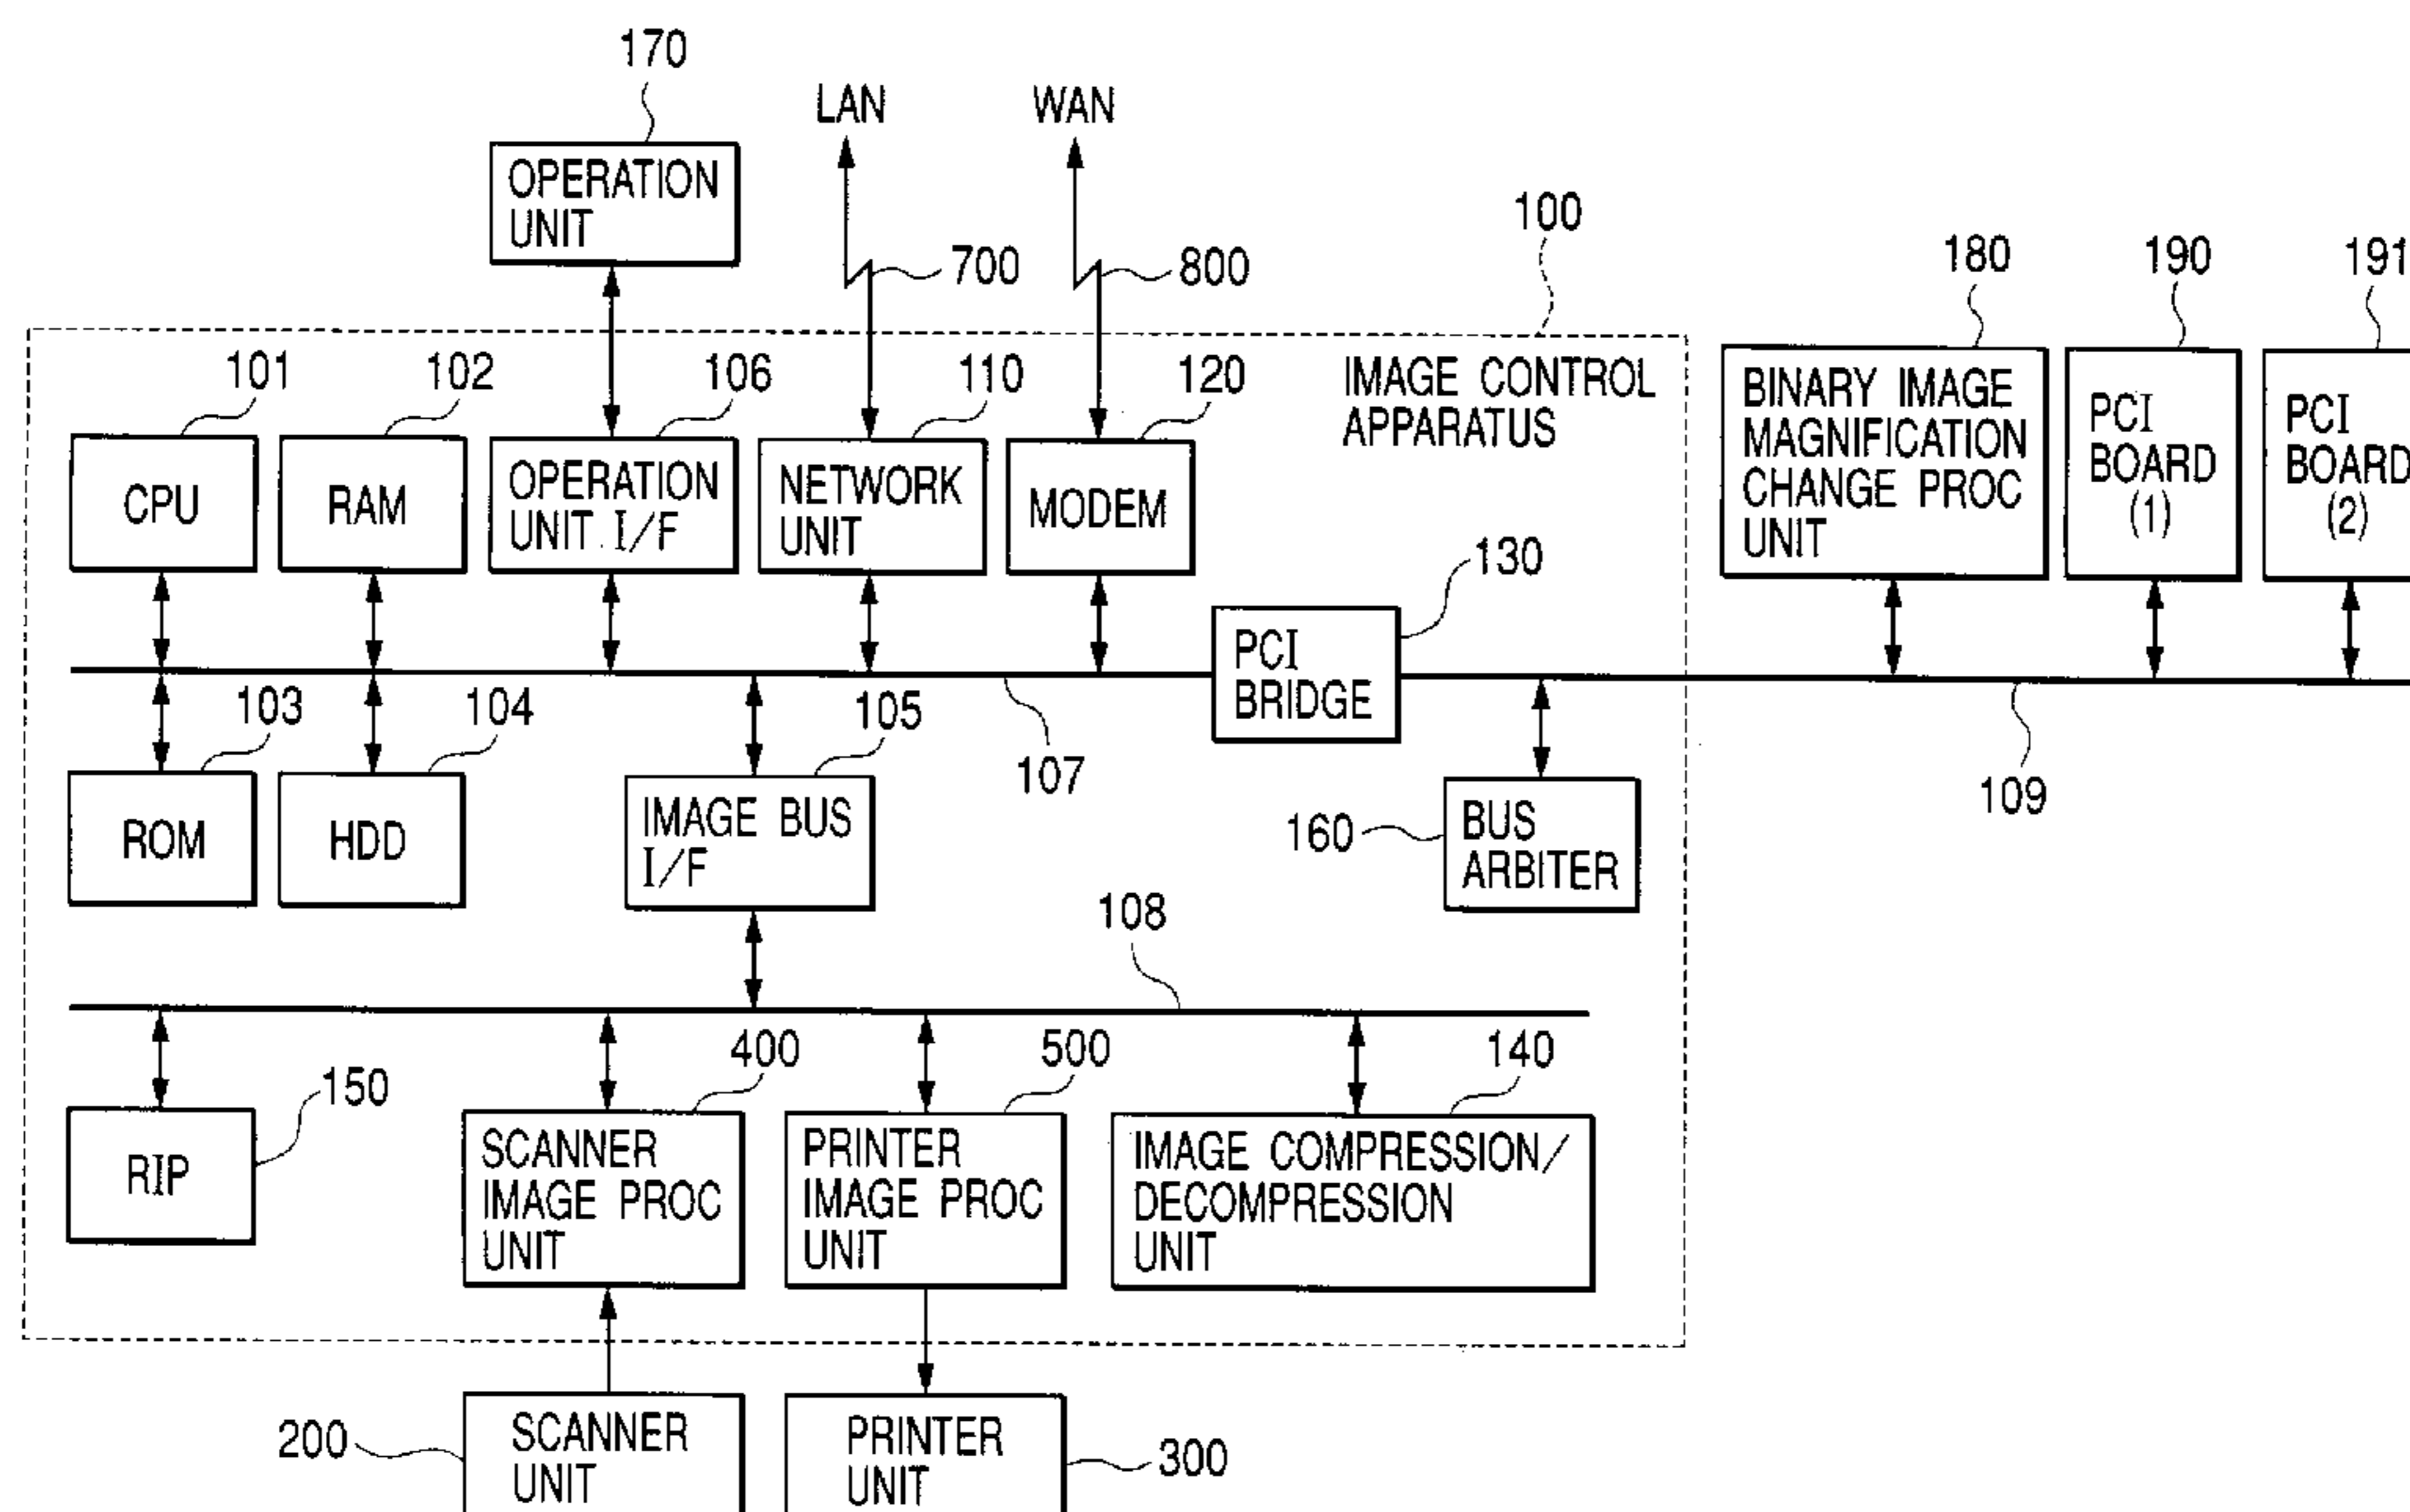 170
LAN
WAN
OPERATION
UNIT
700
800
100
180
190
191
101
102
106
110
120
IMAGE CONTROL
APPARATUS
CPU
RAM
OPERATION
UNIT I/F
NETWORK
UNIT
MODEM
BINARY IMAGE
MAGNIFICATION
CHANGE PROC
UNIT
PCI
BOARD
(1)
PCI
BOARD
(2)
130
PCI
BRIDGE
103
104
105
107
109
ROM
HDD
IMAGE BUS
I/F
160
BUS
ARBITER
108
400
500
140
150
RIP
SCANNER
IMAGE PROC
UNIT
PRINTER
IMAGE PROC
UNIT
IMAGE COMPRESSION/
DECOMPRESSION
UNIT
200
SCANNER
UNIT
PRINTER
UNIT
300